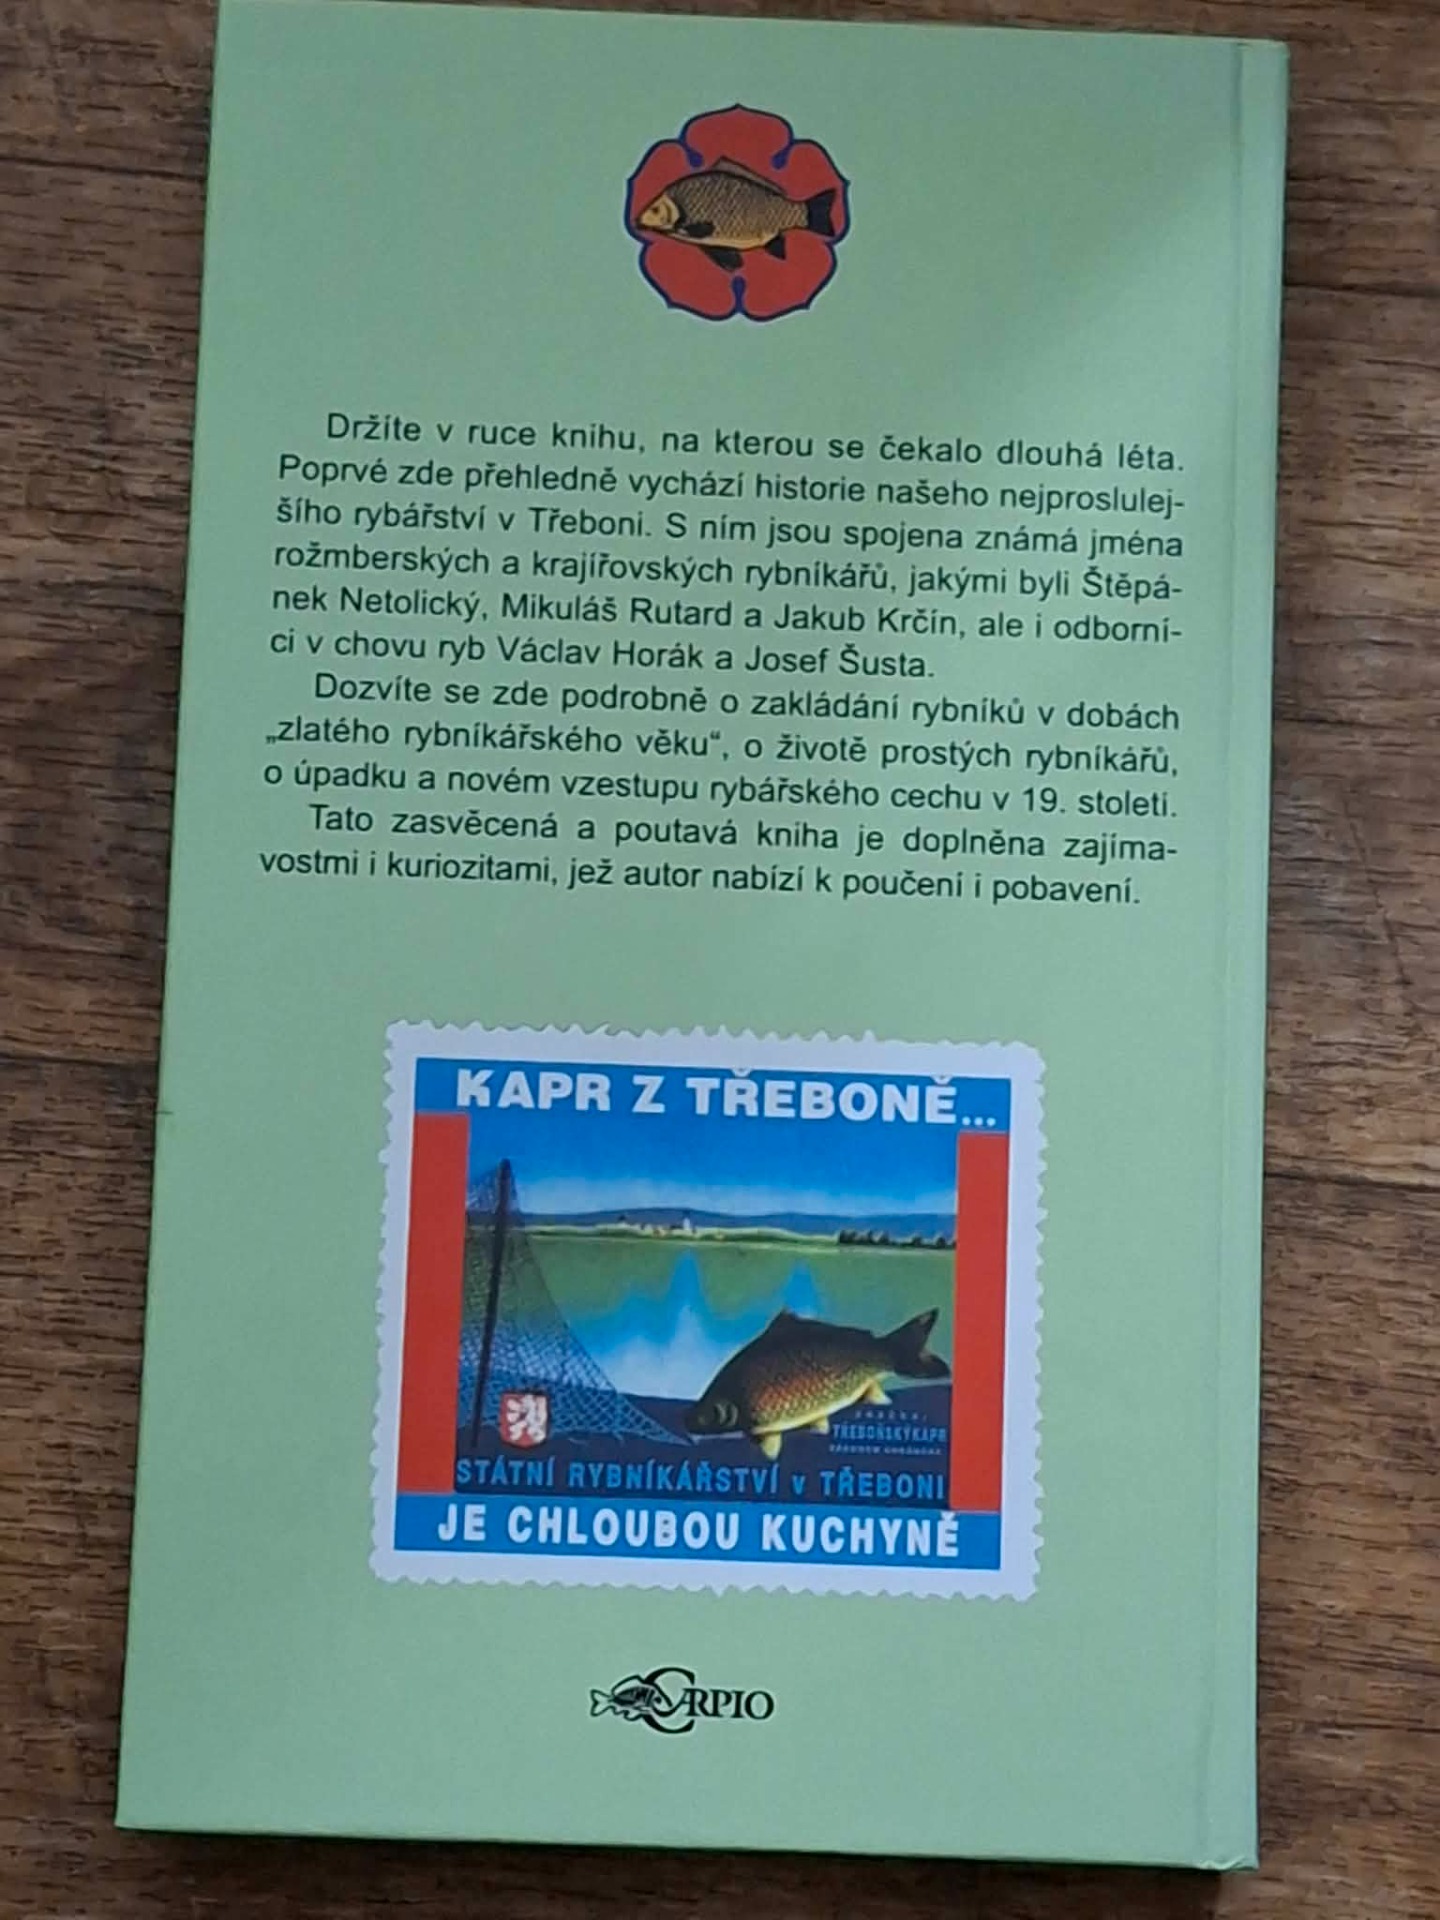 Držíte v ruce knihu, na kterou se čekalo dlouhá léta.
Poprvé zde přehledně vychází historie našeho nejproslulej-
šího rybářství v Třeboni. S ním jsou spojena známá jména
rožmberských a krajířovských rybníkářů, jakými byli Štěpá-
nek Netolický, Mikuláš Rutard a Jakub Krčín, ale i odborní-
ci v chovu ryb Václav Horák a Josef Šusta.
Dozvíte se zde podrobně o zakládání rybníků v dobách
„zlatého rybníkářského věku“, o životě prostých rybníkářů,
o úpadku a novém vzestupu rybářského cechu v 19. století.
Tato zasvěcená a poutavá kniha je doplněna zajíma-
vostmi i kuriozitami, jež autor nabízí k poučení i pobavení.
KAPR Z TŘEBONĚ...
TŘEBOŇSKÝ KAPR
STÁTNÍ RYBNÍKÁŘSTVÍ v TŘEBONI
JE CHLOUBOU KUCHYNĚ
CARPIO